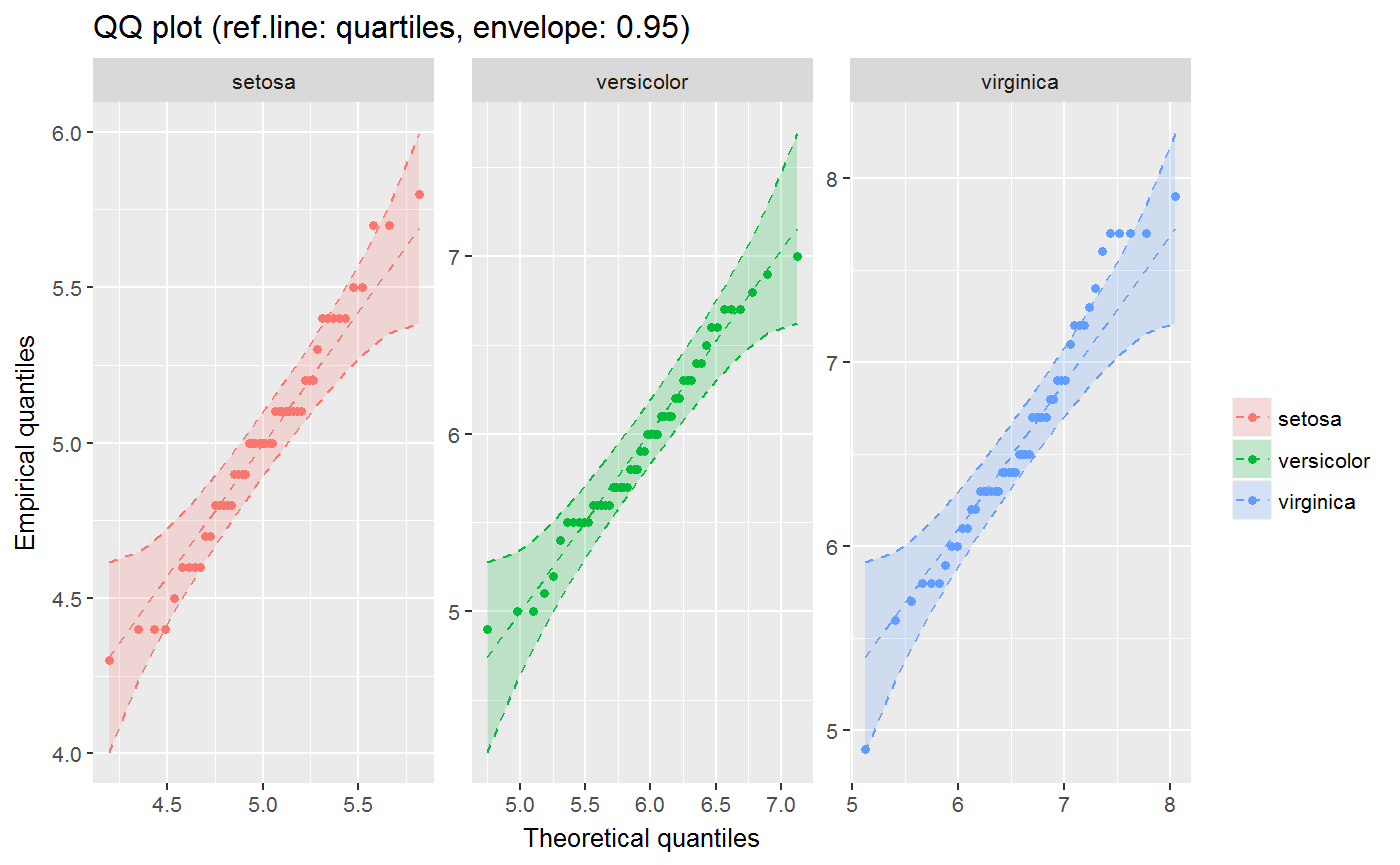 QQ plot (ref.line: quartiles, envelope: 0.95)
setosa
versicolor
virginica
Empirical quantiles
6.0
5.5
5.0
4.5
4.0
7
6
5
8
7
6
5
4.5 5.0 5.5
5.0 5.5 6.0 6.5 7.0
5 6 7 8
Theoretical quantiles
setosa
versicolor
virginica